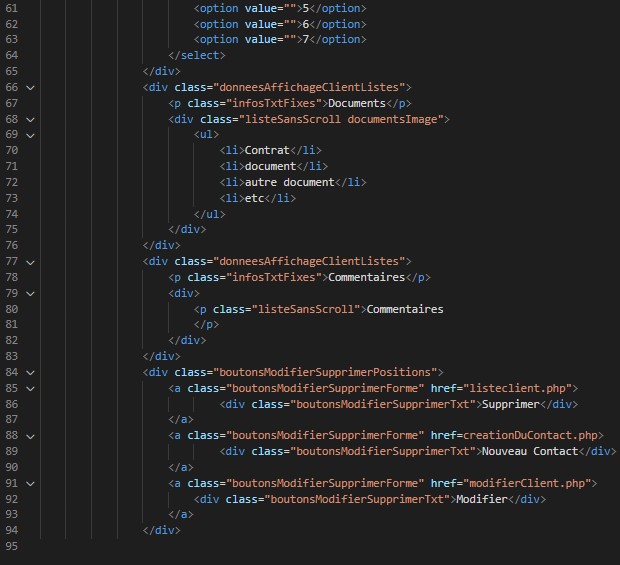 61 <option value="">5</option>
62 <option value="">6</option>
63 <option value="">7</option>
64 </select>
65 </div>
66 <div class="donneesAffichageClientListes">
67 <p class="infosTxtFixes">Documents</p>
68 <div class="listeSansScroll documentsImage">
69 <ul>
70 <li>Contrat</li>
71 <li>document</li>
72 <li>autre document</li>
73 <li>etc</li>
74 </ul>
75 </div>
76 </div>
77 <div class="donneesAffichageClientListes">
78 <p class="infosTxtFixes">Commentaires</p>
79 <div>
80 <p class="listeSansScroll">Commentaires
81 </p>
82 </div>
83 </div>
84 <div class="boutonsModifierSupprimerPositions">
85 <a class="boutonsModifierSupprimerForme" href="listeclient.php">
86 <div class="boutonsModifierSupprimerTxt">Supprimer</div>
87 </a>
88 <a class="boutonsModifierSupprimerForme" href=creationDuContact.php>
89 <div class="boutonsModifierSupprimerTxt">Nouveau Contact</div>
90 </a>
91 <a class="boutonsModifierSupprimerForme" href="modifierClient.php">
92 <div class="boutonsModifierSupprimerTxt">Modifier</div>
93 </a>
94 </div>
95